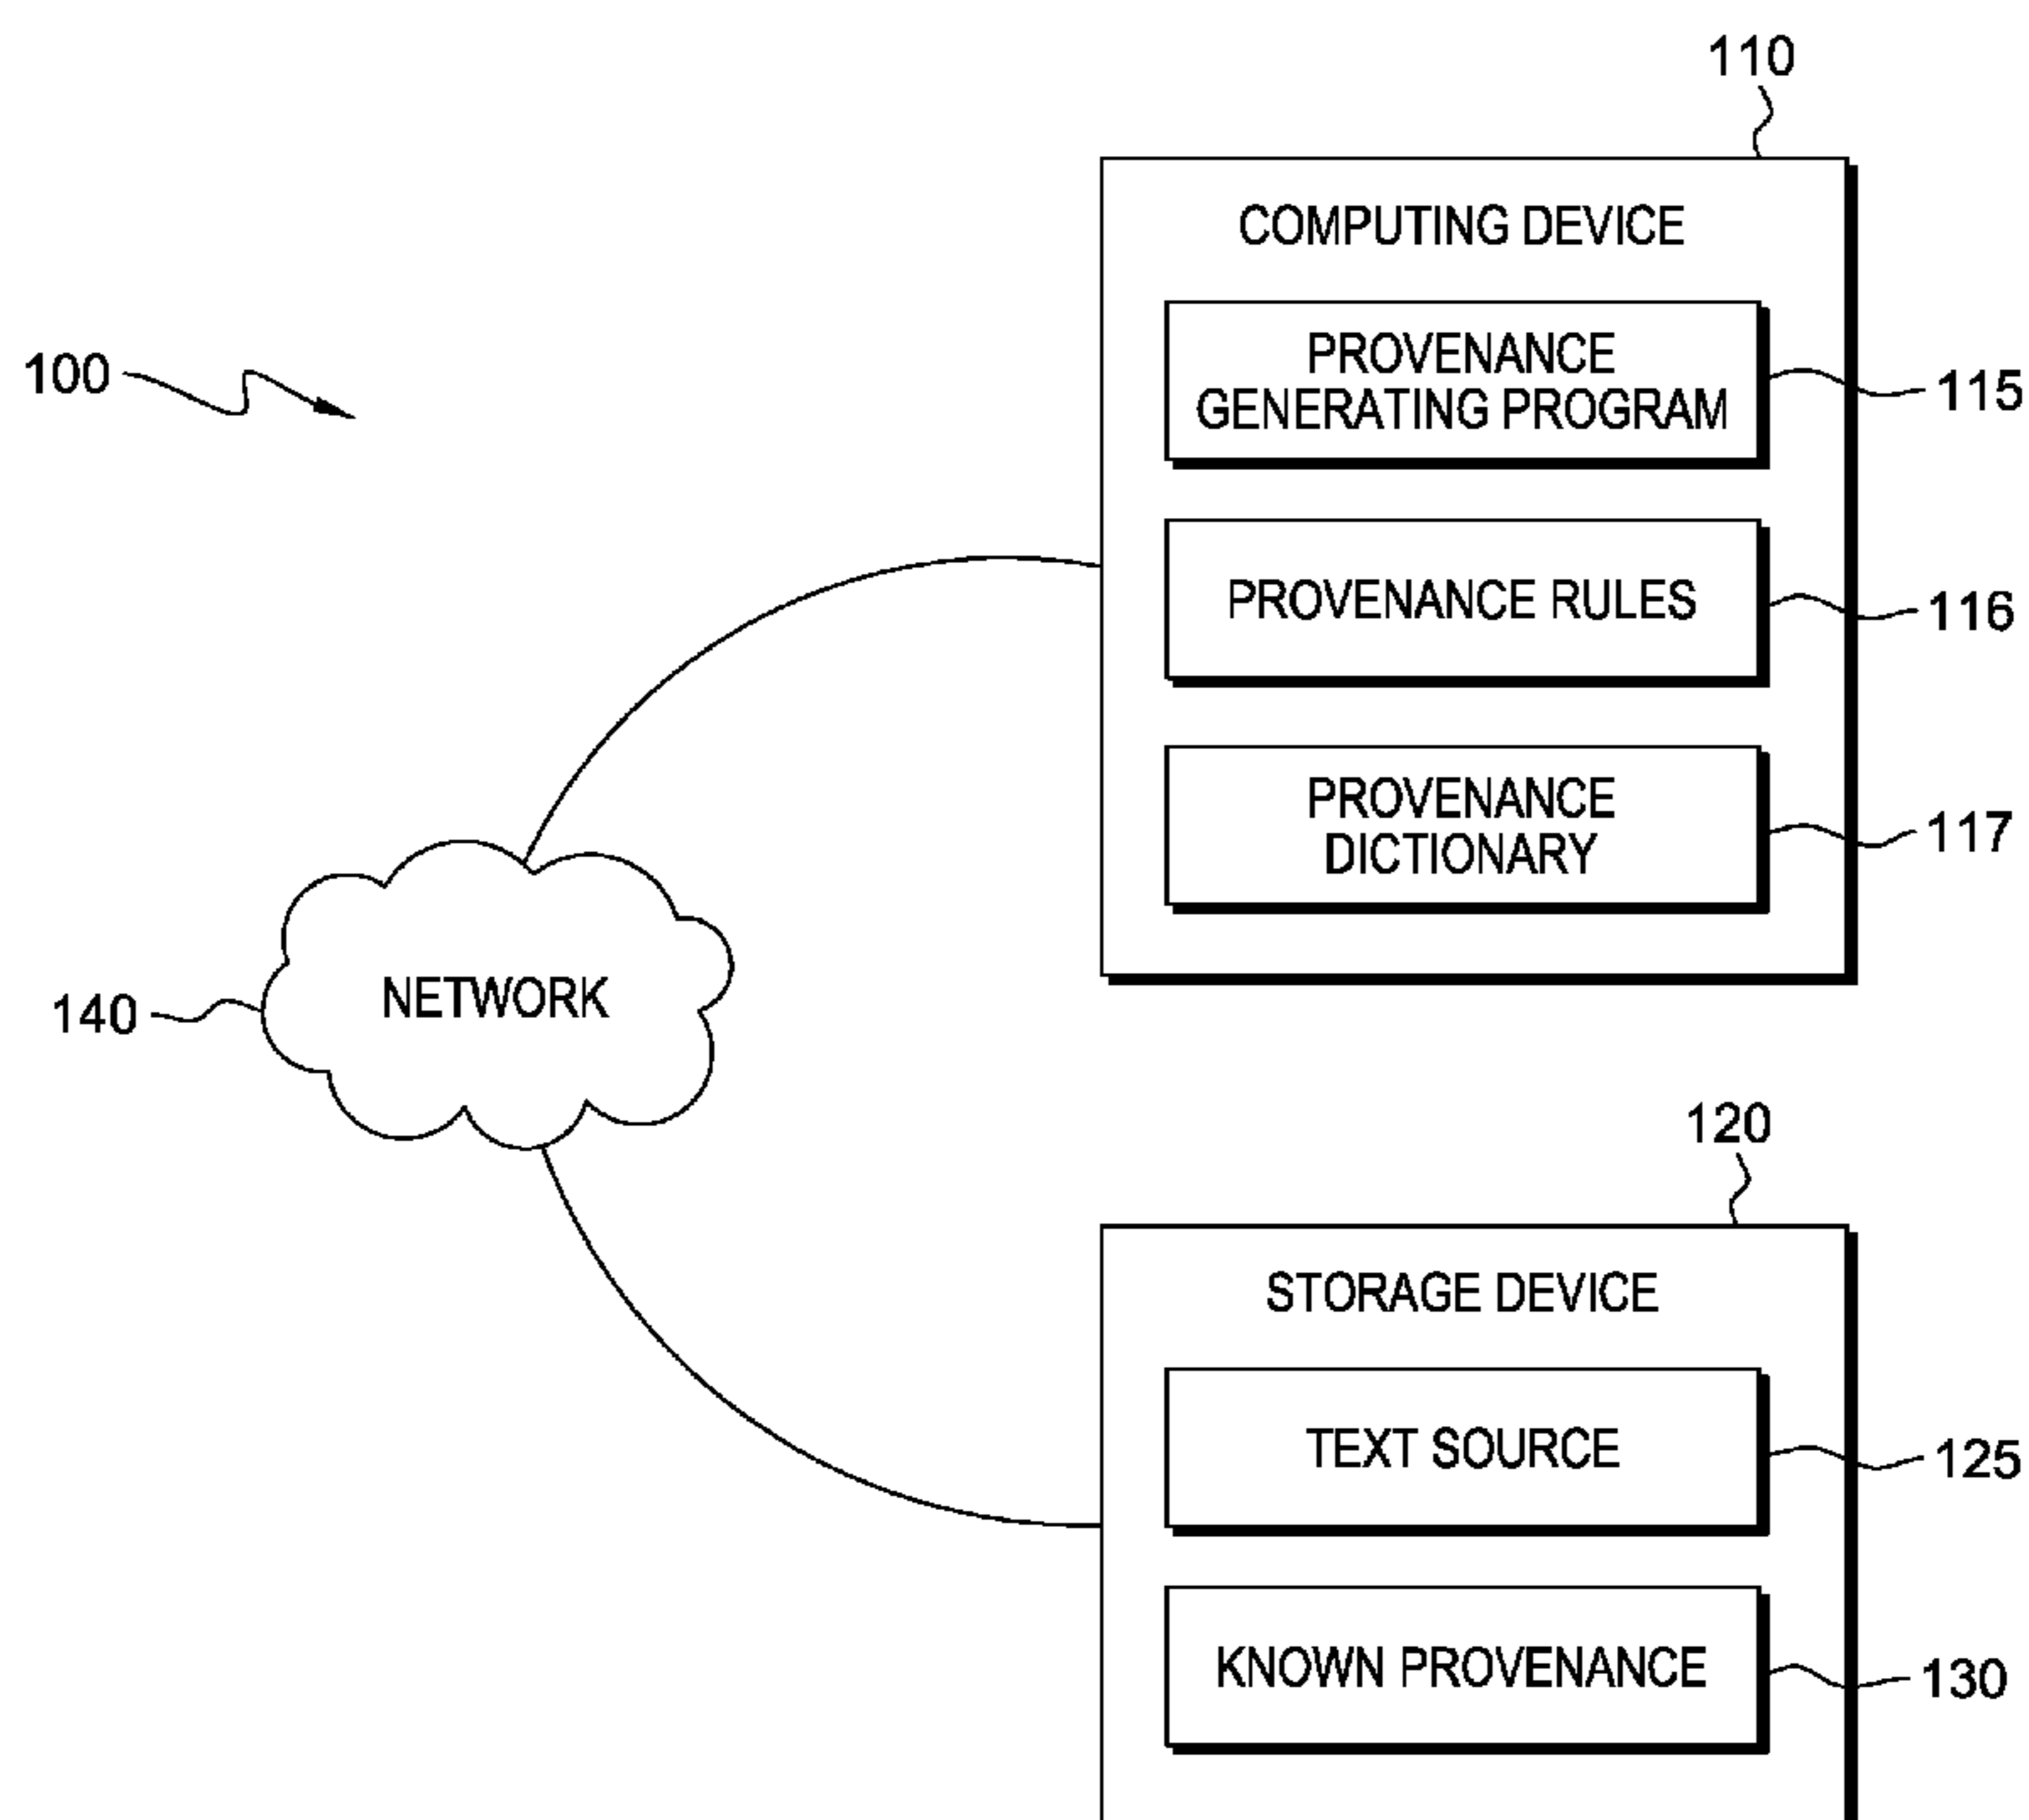 110
COMPUTING DEVICE
PROVENANCE
GENERATING PROGRAM
115
100
PROVENANCE RULES
116
PROVENANCE
DICTIONARY
117
NETWORK
140
120
STORAGE DEVICE
TEXT SOURCE
125
KNOWN PROVENANCE
130